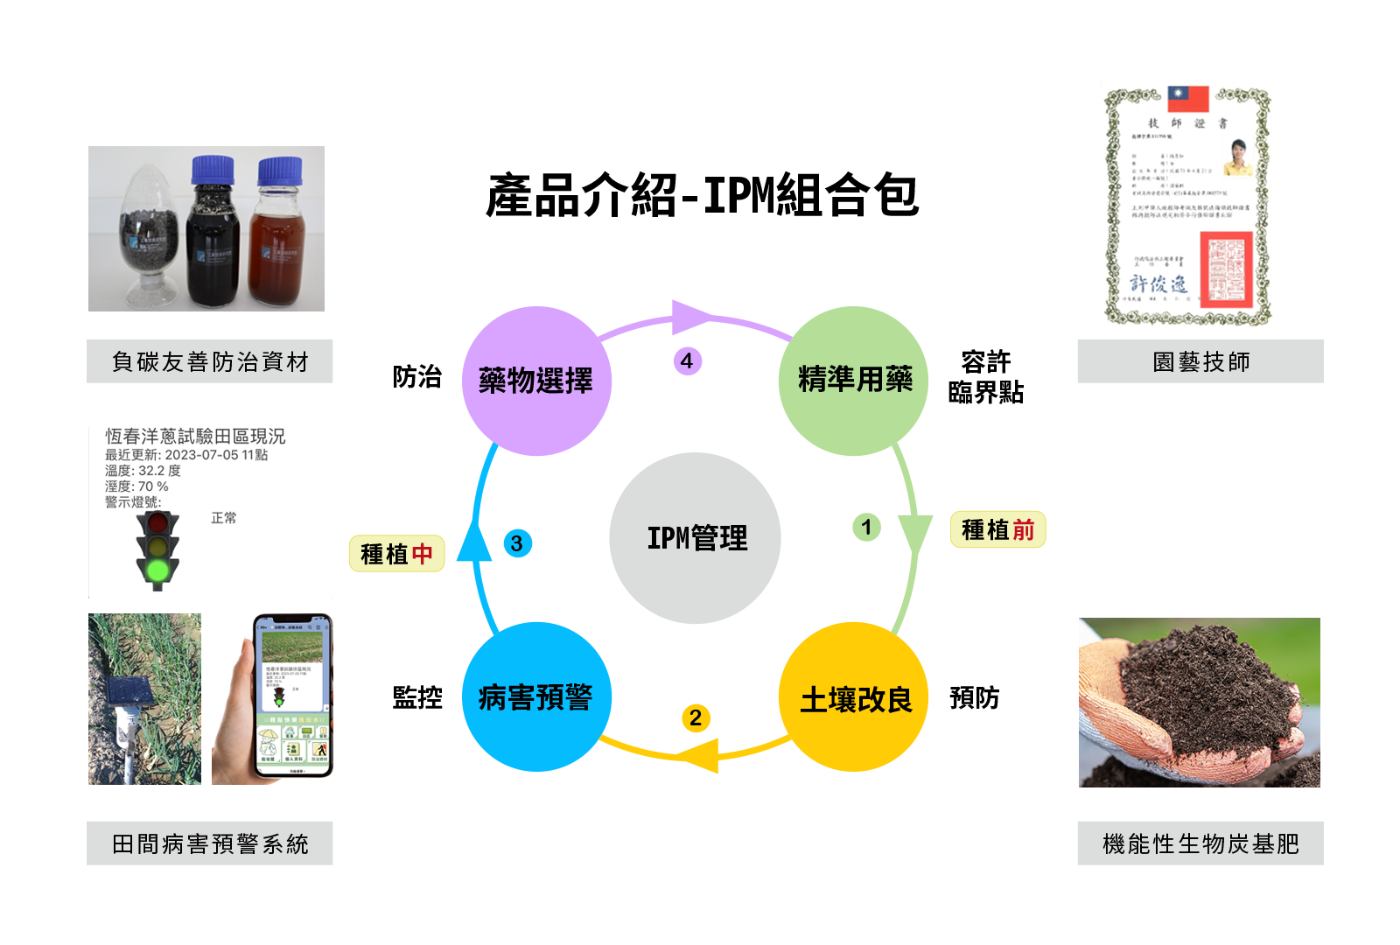 產品介紹-IPM組合包
技師證書
許俊逸
園藝技師
負碳友善防治資材
恆春洋蔥試驗田區現況
最近更新: 2023-07-05 11點
溫度: 32.2 度
溼度: 70 %
警示燈號:
正常
田間病害預警系統
防治
藥物選擇
4
精準用藥
容許
臨界點
種植中
3
IPM管理
1
種植前
監控
病害預警
2
土壤改良
預防
機能性生物炭基肥